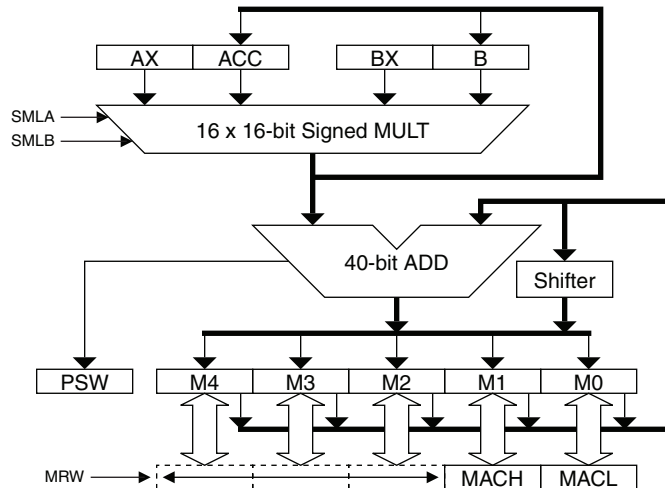 AX ACC BX B
SMLA
16 x 16-bit Signed MULT
SMLB
40-bit ADD
Shifter
PSW M4 M3 M2 M1 M0
MRW MACH MACL